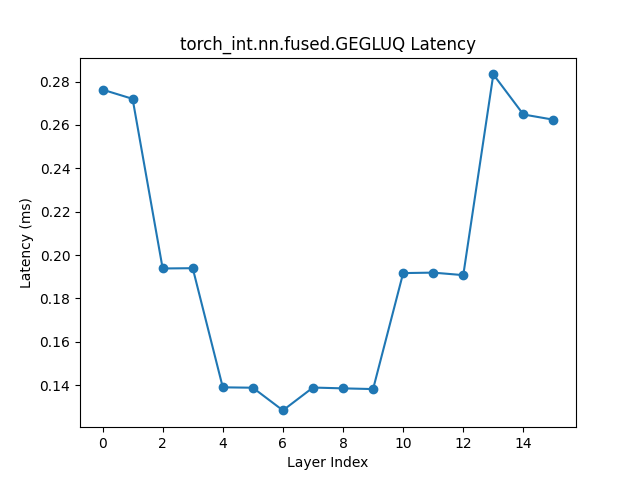 torch_int.nn.fused.GEGLUQ Latency
Latency (ms)
0.28
0.26
0.24
0.22
0.20
0.18
0.16
0.14
0 2 4 6 8 10 12 14
Layer Index